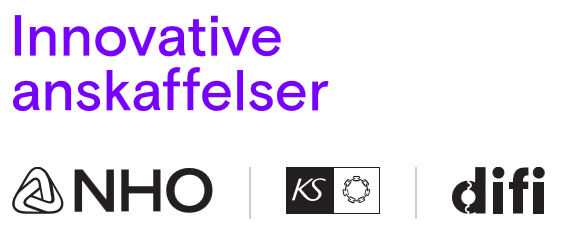 Innovative
anskaffelser
NHO KS difi